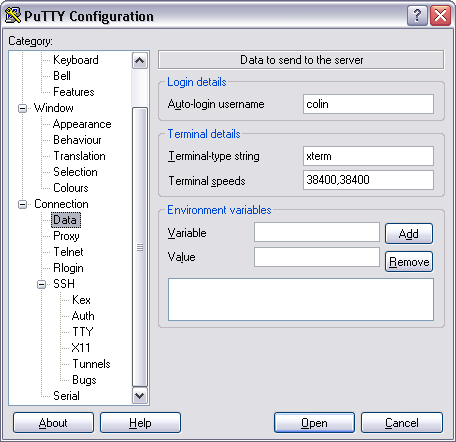 PuTTY Configuration
Category:
Keyboard
Bell
Features
Window
Appearance
Behaviour
Translation
Selection
Colours
Connection
Data
Proxy
Telnet
Rlogin
SSH
Kex
Auth
TTY
X11
Tunnels
Bugs
Serial
Data to send to the server
Login details
Auto-login username colin
Terminal details
Terminal-type string xterm
Terminal speeds 38400,38400
Environment variables
Variable Add
Value Remove
About Help Open Cancel